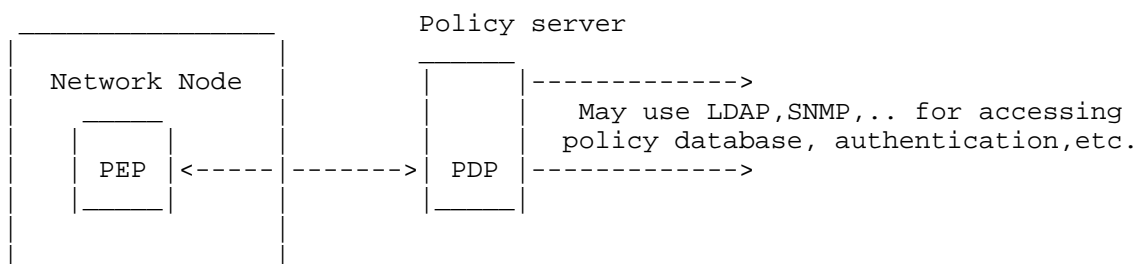 Policy server
Network Node
May use LDAP,SNMP,.. for accessing
policy database, authentication,etc.
PEP
PDP